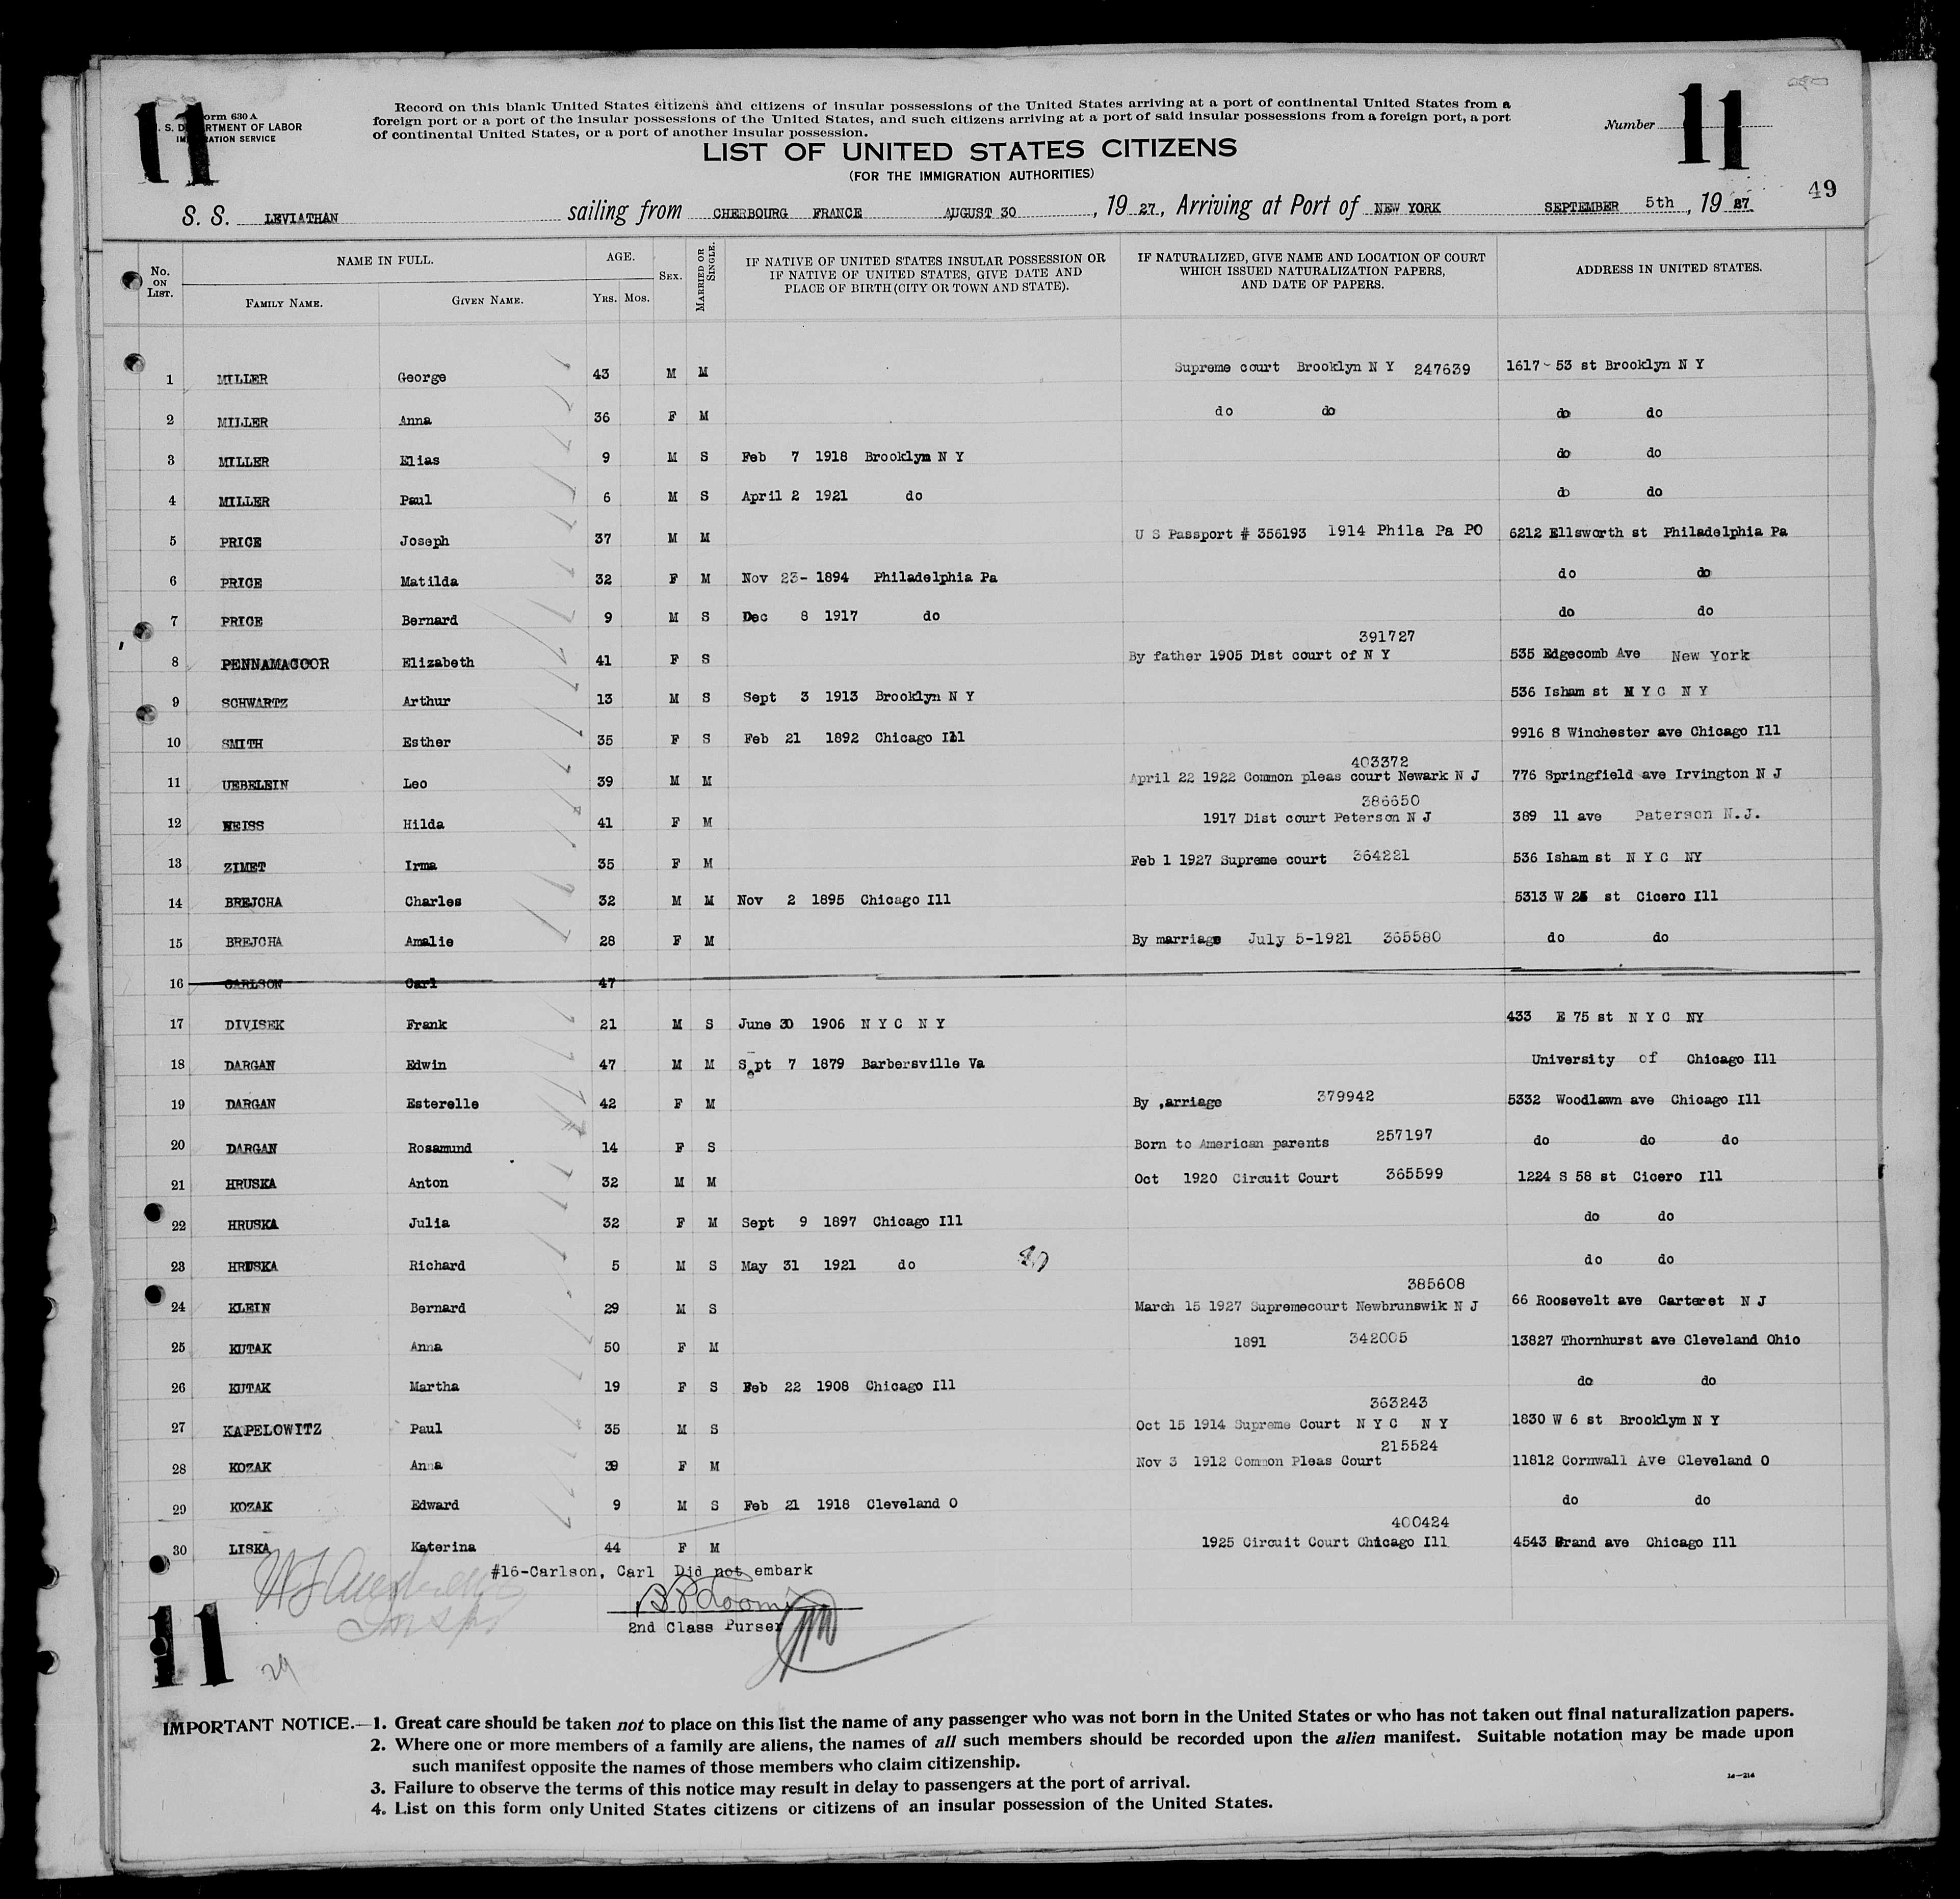 11
Form 630 A
U. S. DEPARTMENT OF LABOR
IMMIGRATION SERVICE
Record on this blank United States citizens and citizens of insular possessions of the United States arriving at a port of continental United States from a
foreign port or a port of the insular possessions of the United States, and such citizens arriving at a port of said insular possessions from a foreign port, a port
of continental United States, or a port of another insular possession.
Number 11
LIST OF UNITED STATES CITIZENS
(FOR THE IMMIGRATION AUTHORITIES)
49
S. S. LEVIATHAN sailing from CHERBOURG FRANCE AUGUST 30, 19 27, Arriving at Port of NEW YORK SEPTEMBER 5th, 19 27
No. ON LIST. NAME IN FULL. FAMILY NAME. GIVEN NAME. AGE. YRS. MOS. SEX. MARRIED OR SINGLE. IF NATIVE OF UNITED STATES INSULAR POSSESSION OR IF NATIVE OF UNITED STATES, GIVE DATE AND PLACE OF BIRTH (CITY OR TOWN AND STATE). IF NATURALIZED, GIVE NAME AND LOCATION OF COURT WHICH ISSUED NATURALIZATION PAPERS, AND DATE OF PAPERS. ADDRESS IN UNITED STATES.
1 MILLER George 43 M M Supreme court Brooklyn N Y 247639 1617- 53 st Brooklyn N Y
2 MILLER Anna 36 F M do do do do
3 MILLER Elias 9 M S Feb 7 1918 Brooklyn N Y do do
4 MILLER Paul 6 M S April 2 1921 do do do
5 PRICE Joseph 37 M M U S Passport # 356193 1914 Phila Pa PO 6212 Ellsworth st Philadelphia Pa
6 PRICE Matilda 32 F M Nov 23- 1894 Philadelphia Pa do do
7 PRICE Bernard 9 M S Dec 8 1917 do do do
391727
8 PENNAMACOOR Elizabeth 41 F S By father 1905 Dist court of N Y 535 Edgecomb Ave New York
9 SCHWARTZ Arthur 13 M S Sept 3 1913 Brooklyn N Y 536 Isham st N Y C N Y
10 SMITH Esther 35 F S Feb 21 1892 Chicago Ill 9916 S Winchester ave Chicago Ill
403372
11 UEBELEIN Leo 39 M M April 22 1922 Common pleas court Newark N J 776 Springfield ave Irvington N J
386650
12 WEISS Hilda 41 F M 1917 Dist court Peterson N J 389 11 ave Paterson N.J.
13 ZIMET Irma 35 F M Feb 1 1927 Supreme court 364221 536 Isham st N Y C NY
14 BREJCHA Charles 32 M M Nov 2 1895 Chicago Ill 5313 W 25 st Cicero Ill
15 BREJCHA Amalie 28 F M By marriage July 5-1921 365580 do do
16 CARLSON Carl 47
17 DIVISEK Frank 21 M S June 30 1906 N Y C N Y 433 E 75 st N Y C NY
18 DARGAN Edwin 47 M M Sept 7 1879 Barbersville Va University of Chicago Ill
19 DARGAN Esterelle 42 F M By ,arriage 379942 5332 Woodlawn ave Chicago Ill
20 DARGAN Rosamund 14 F S Born to American parents 257197 do do do
21 HRUSKA Anton 32 M M Oct 1920 Circuit Court 365599 1224 S 58 st Cicero Ill
22 HRUSKA Julia 32 F M Sept 9 1897 Chicago Ill do do
23 HRUSKA Richard 5 M S May 31 1921 do do do
385608
24 KLEIN Bernard 29 M S March 15 1927 Supremecourt Newbrunswik N J 66 Roosevelt ave Carteret N J
25 KUTAK Anna 50 F M 1891 342005 13827 Thornhurst ave Cleveland Ohio
26 KUTAK Martha 19 F S Feb 22 1908 Chicago Ill do do
363243
27 KAPELOWITZ Paul 35 M S Oct 15 1914 Supreme Court N Y C N Y 1830 W 6 st Brooklym N Y
215524
28 KOZAK Anna 39 F M Nov 3 1912 Common Pleas Court 11812 Cornwall Ave Cleveland O
29 KOZAK Edward 9 M S Feb 21 1918 Cleveland O do do
400424
30 LISKA Katerina 44 F M 1925 Circuit Court Chicago Ill 4543 Grand ave Chicago Ill
#16-Carlson, Carl Did not embark
2nd Class Purser
11
29
IMPORTANT NOTICE.—1. Great care should be taken not to place on this list the name of any passenger who was not born in the United States or who has not taken out final naturalization papers.
2. Where one or more members of a family are aliens, the names of all such members should be recorded upon the alien manifest. Suitable notation may be made upon
such manifest opposite the names of those members who claim citizenship.
3. Failure to observe the terms of this notice may result in delay to passengers at the port of arrival.
4. List on this form only United States citizens or citizens of an insular possession of the United States.
14—214